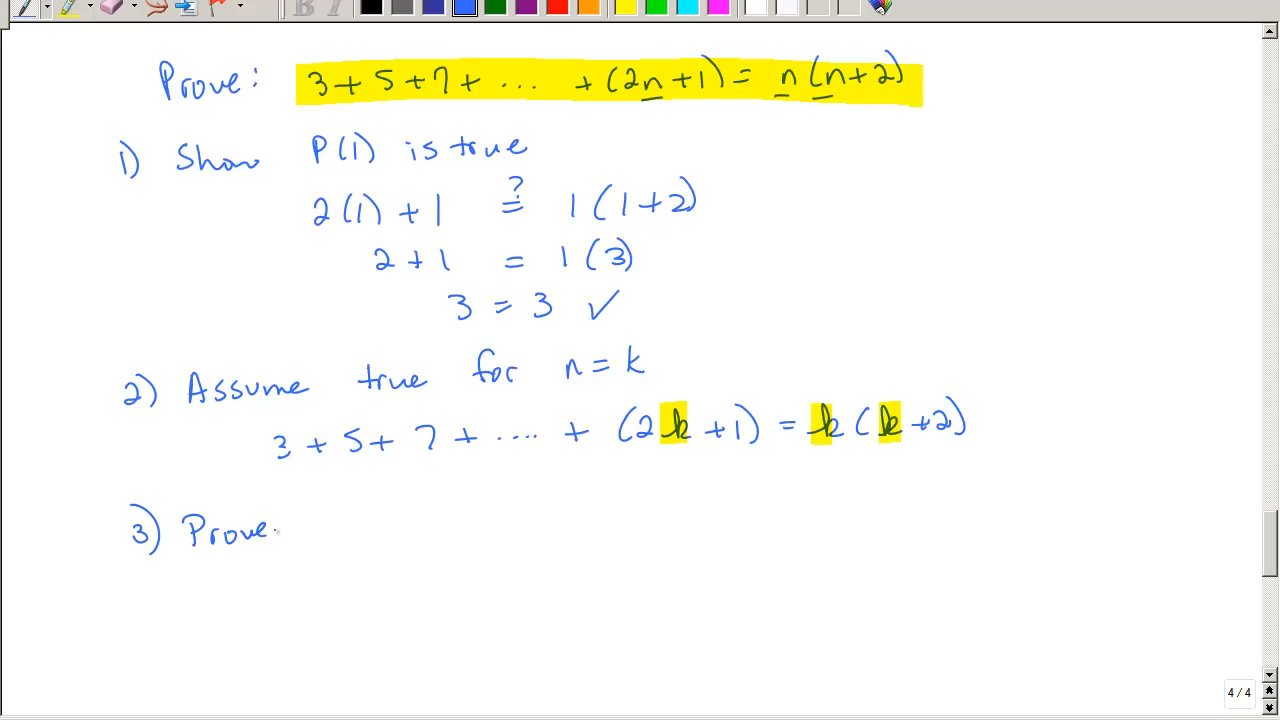 B I
Prove: 3 + 5 + 7 + ... + (2n+1) = n(n+2)
1) Show P(1) is true
2(1) + 1 ?= 1(1+2)
2 + 1 = 1(3)
3 = 3 ✓
2) Assume true for n = k
3 + 5 + 7 + .... + (2k+1) = k(k+2)
3) Prove
4/4